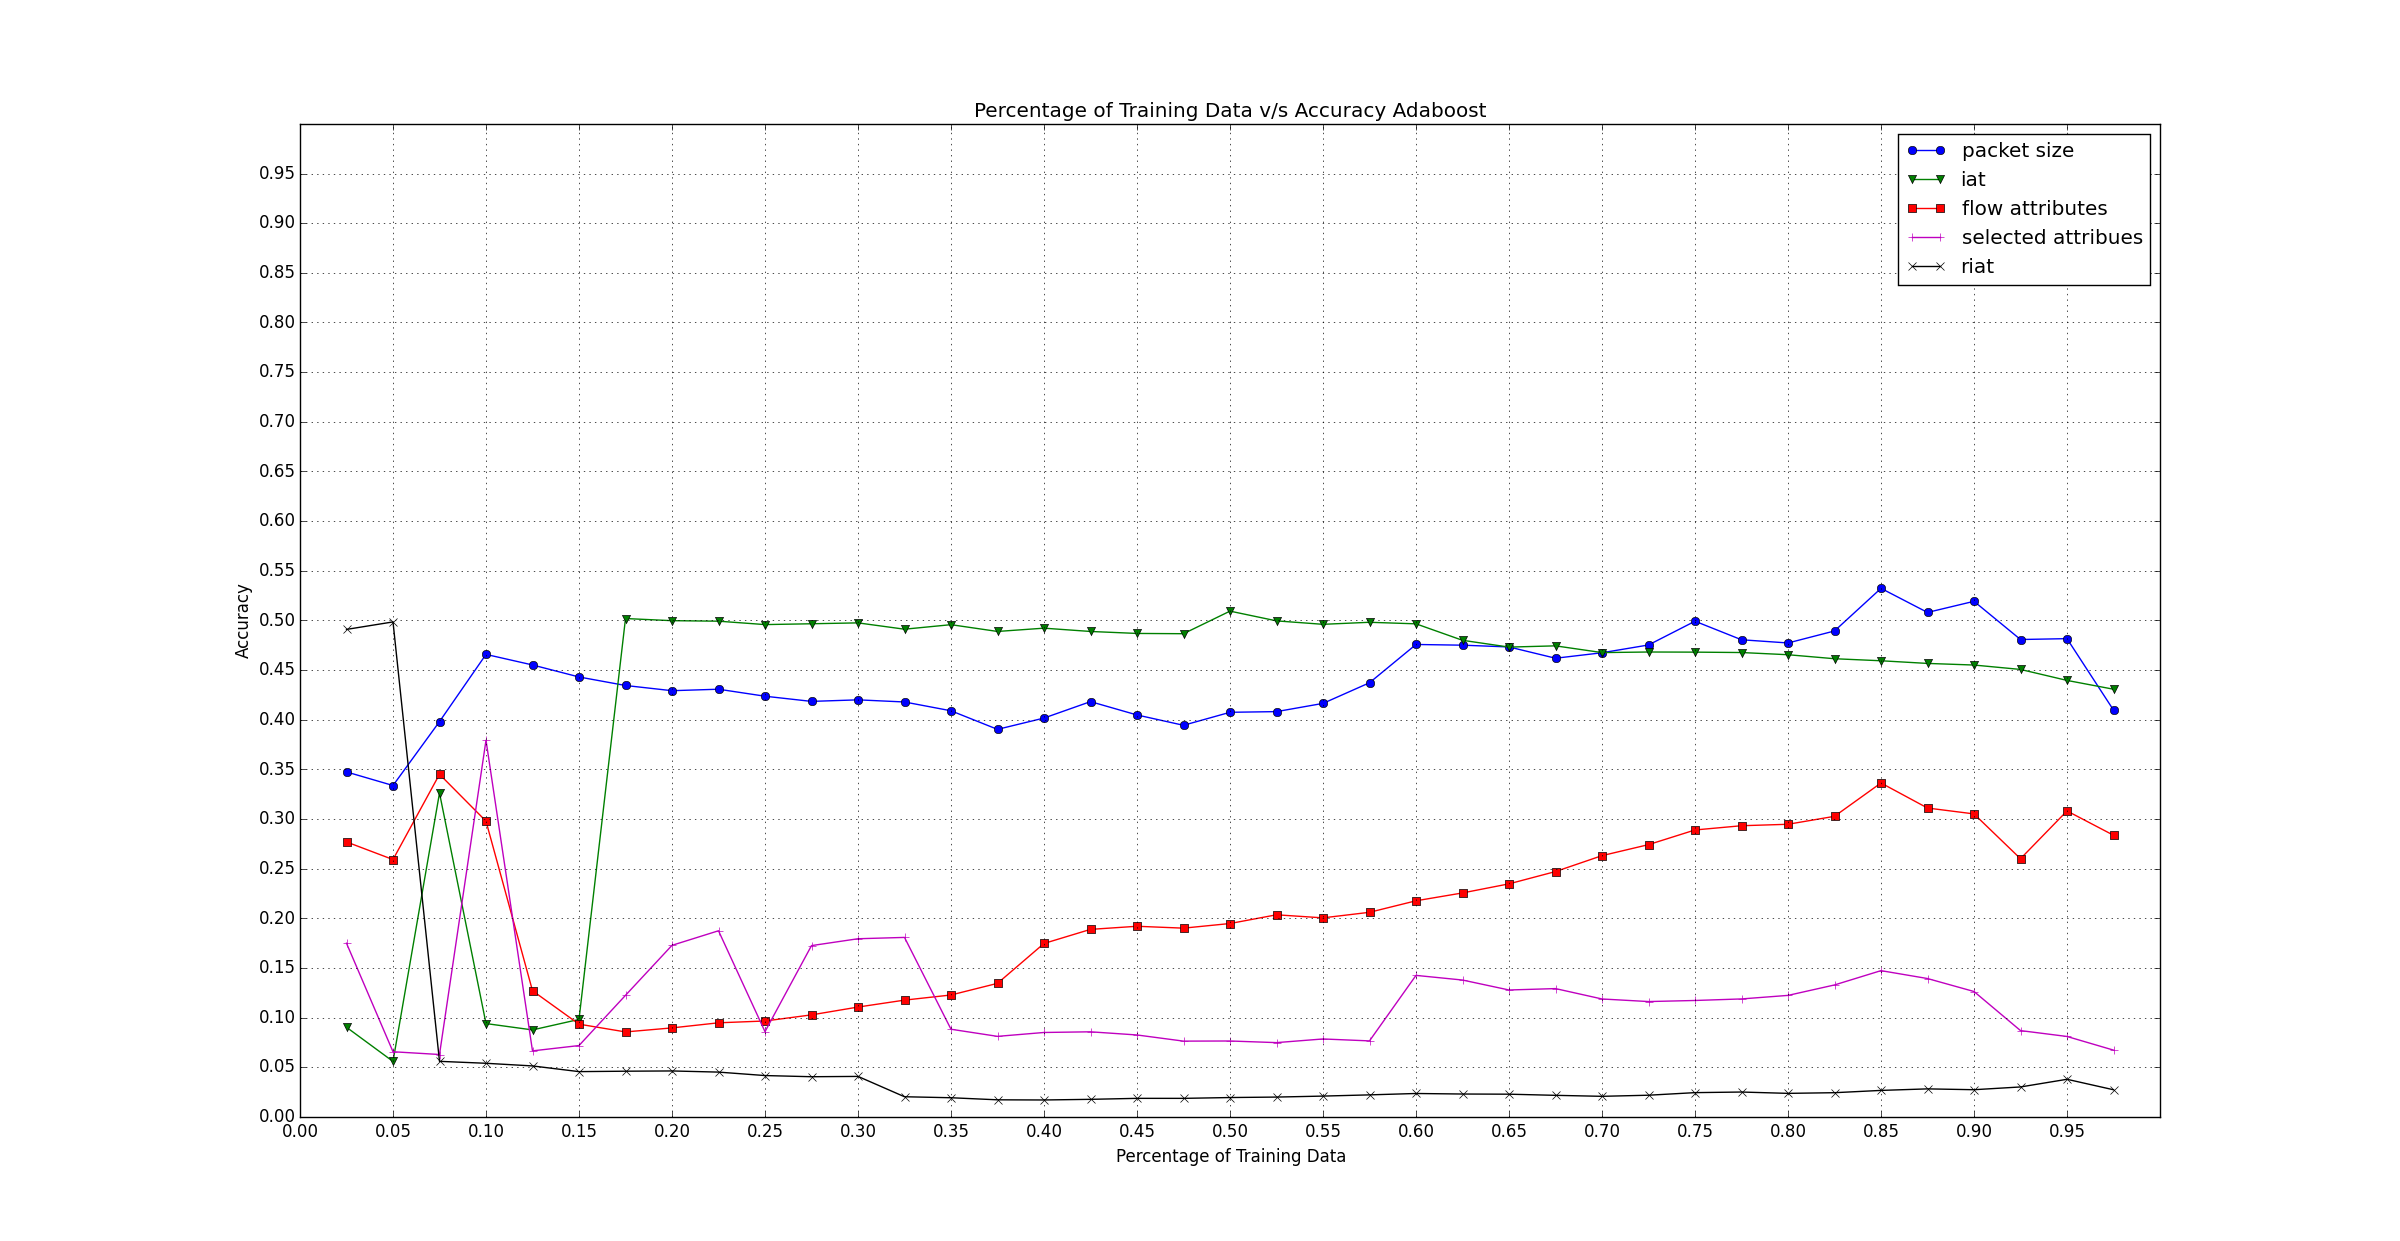 Percentage of Training Data v/s Accuracy Adaboost
packet size
iat
flow attributes
selected attribues
riat
Accuracy
0.95
0.90
0.85
0.80
0.75
0.70
0.65
0.60
0.55
0.50
0.45
0.40
0.35
0.30
0.25
0.20
0.15
0.10
0.05
0.00
0.00 0.05 0.10 0.15 0.20 0.25 0.30 0.35 0.40 0.45 0.50 0.55 0.60 0.65 0.70 0.75 0.80 0.85 0.90 0.95
Percentage of Training Data